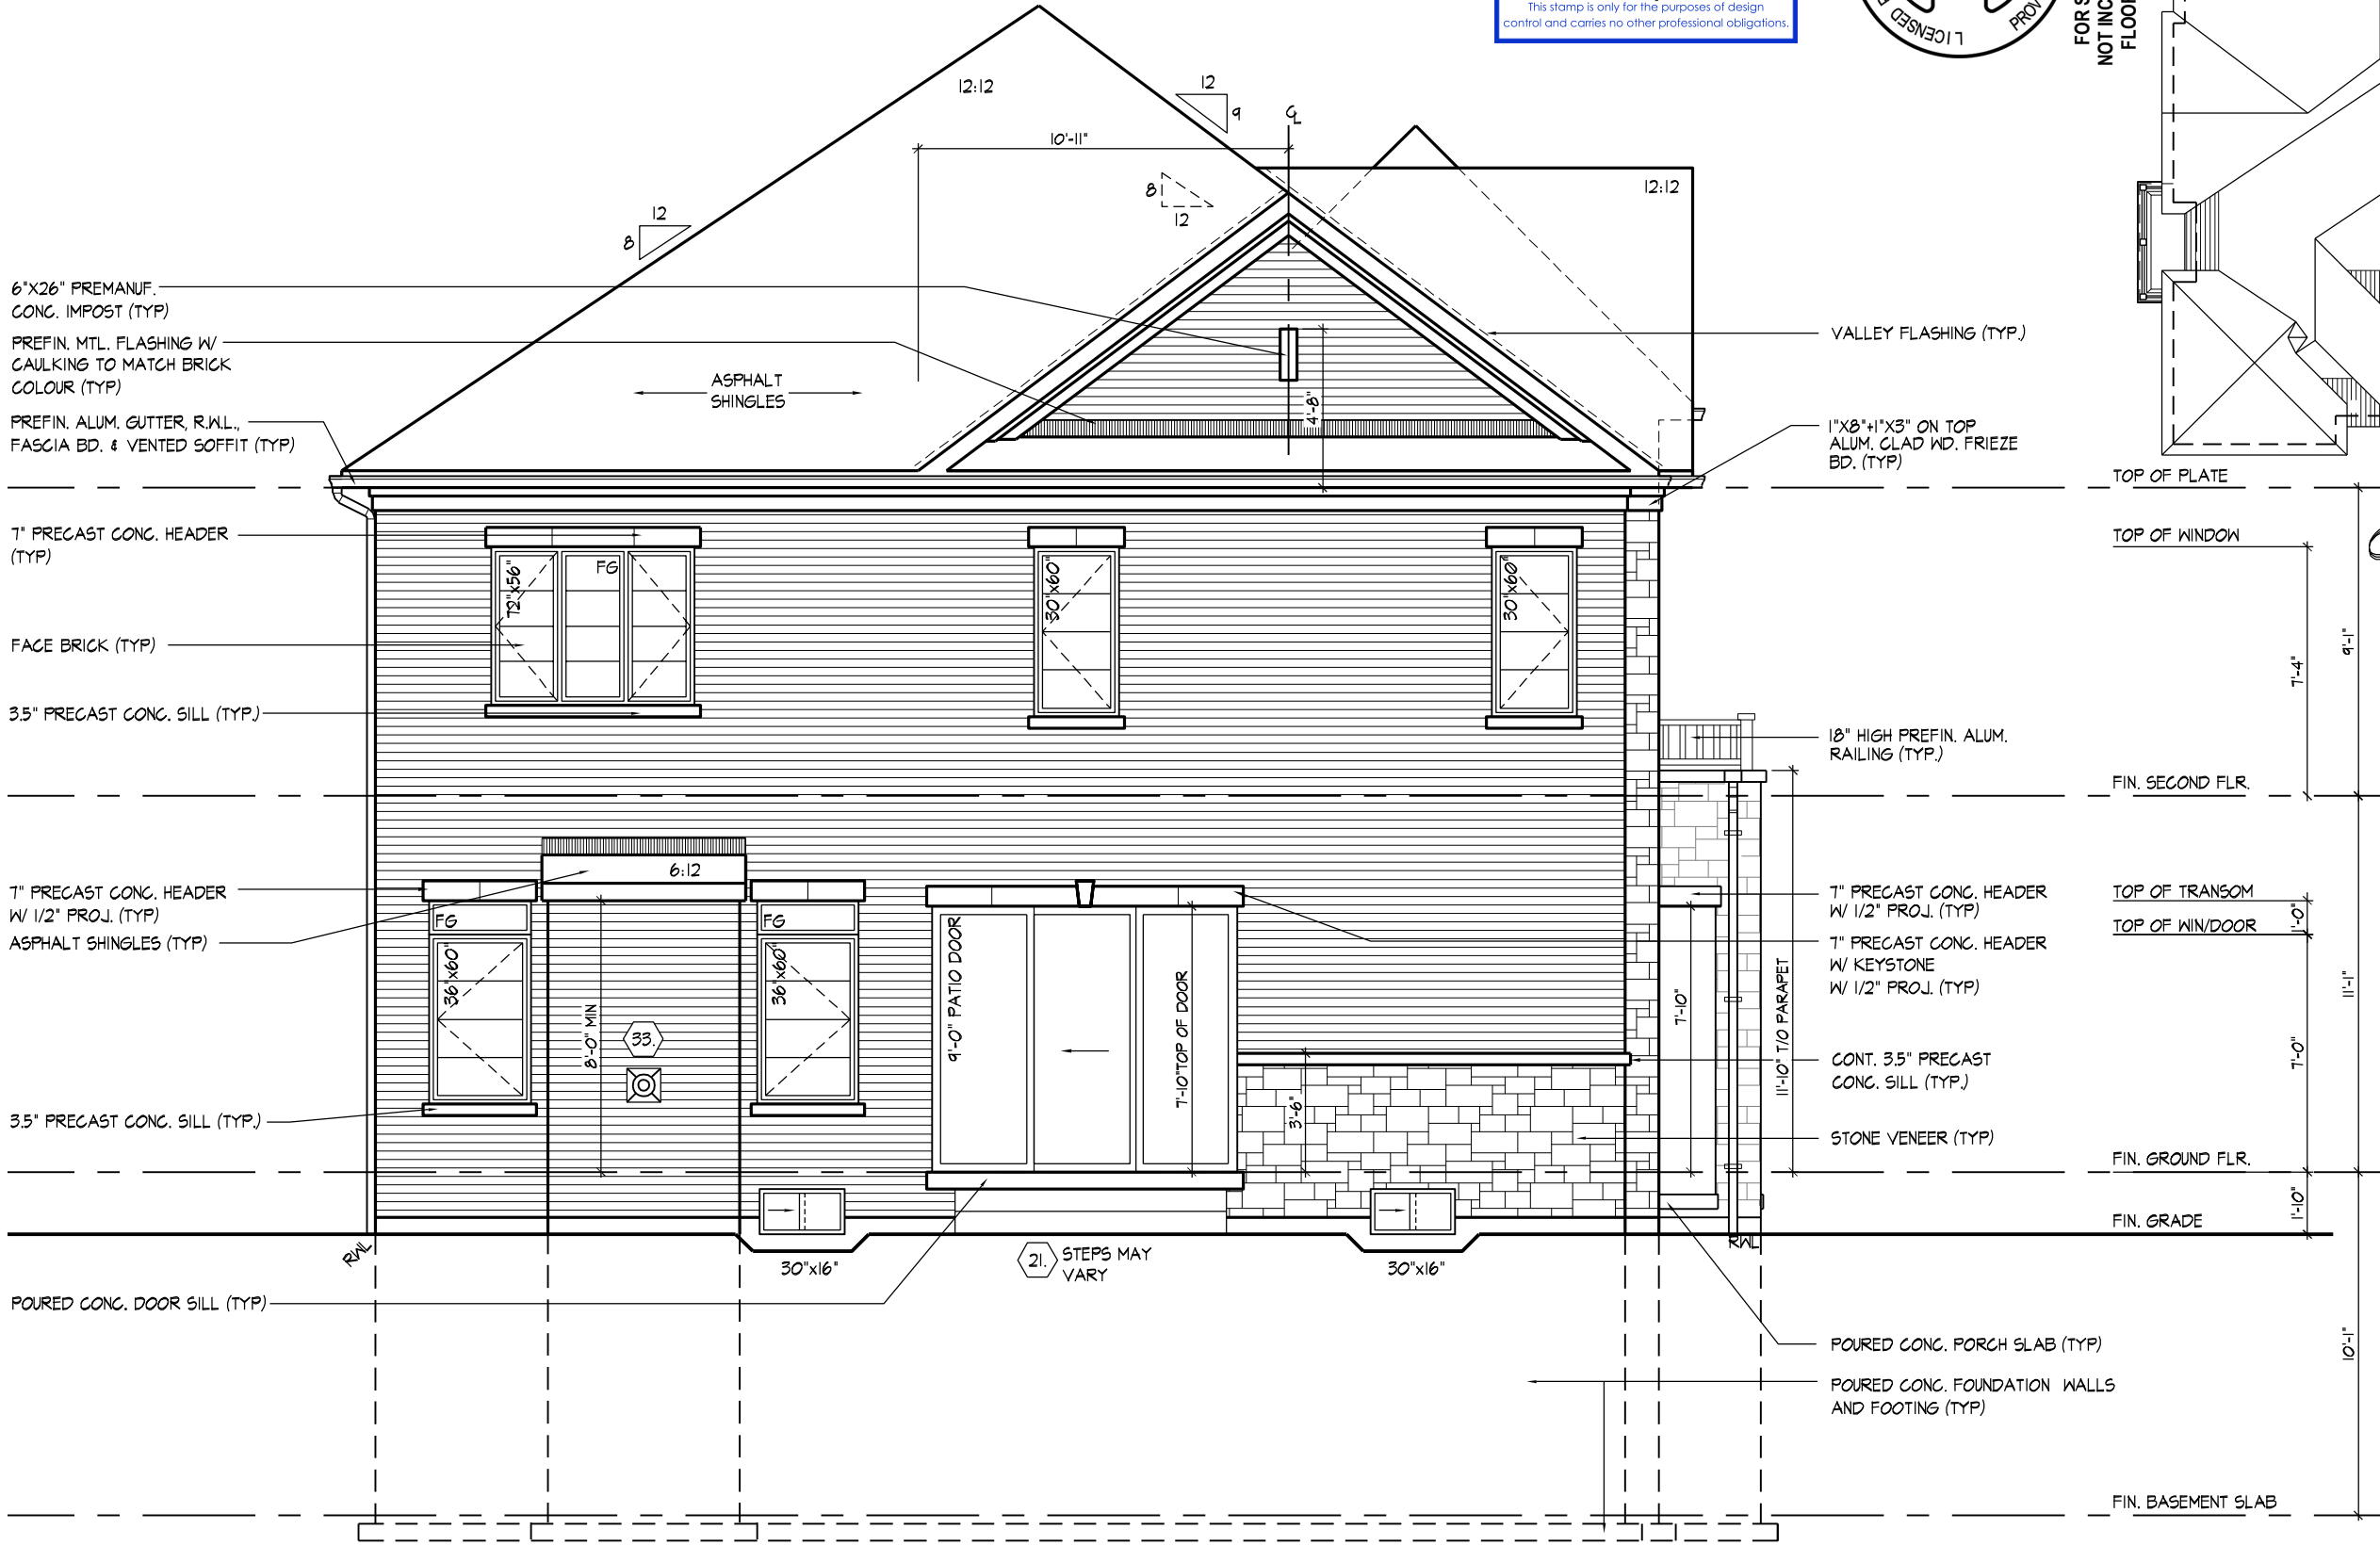 This stamp is only for the purposes of design
control and carries no other professional obligations.
LICENSED
FOR S
NOT INC
FLOOR
12:12
12
9
CL
10'-11"
8
12
12:12
12
8
6"X26" PREMANUF.
CONC. IMPOST (TYP)
PREFIN. MTL. FLASHING W/
CAULKING TO MATCH BRICK
COLOUR (TYP)
PREFIN. ALUM. GUTTER, R.W.L.,
FASCIA BD. & VENTED SOFFIT (TYP)
ASPHALT
SHINGLES
4'-8"
VALLEY FLASHING (TYP.)
1"X8"+1"X3" ON TOP
ALUM. CLAD WD. FRIEZE
BD. (TYP)
TOP OF PLATE
7" PRECAST CONC. HEADER
(TYP)
TOP OF WINDOW
72"x56"
FG
30"x60"
30"x60"
FACE BRICK (TYP)
3.5" PRECAST CONC. SILL (TYP.)
7'-4"
9'-1"
18" HIGH PREFIN. ALUM.
RAILING (TYP.)
FIN. SECOND FLR.
7" PRECAST CONC. HEADER
W/ 1/2" PROJ. (TYP)
ASPHALT SHINGLES (TYP)
6:12
FG
36"x60"
8'-0" MIN
33.
FG
36"x60"
9'-0" PATIO DOOR
7'-10"TOP OF DOOR
3'-6"
7'-10"
11'-10" T/O PARAPET
7" PRECAST CONC. HEADER
W/ 1/2" PROJ. (TYP)
7" PRECAST CONC. HEADER
W/ KEYSTONE
W/ 1/2" PROJ. (TYP)
TOP OF TRANSOM
TOP OF WIN/DOOR
1'-0"
11'-1"
7'-0"
CONT. 3.5" PRECAST
CONC. SILL (TYP.)
3.5" PRECAST CONC. SILL (TYP.)
STONE VENEER (TYP)
FIN. GROUND FLR.
1'-10"
FIN. GRADE
RWL
30"x16"
21.
STEPS MAY
VARY
30"x16"
RWL
POURED CONC. DOOR SILL (TYP)
POURED CONC. PORCH SLAB (TYP)
POURED CONC. FOUNDATION WALLS
AND FOOTING (TYP)
10'-1"
FIN. BASEMENT SLAB